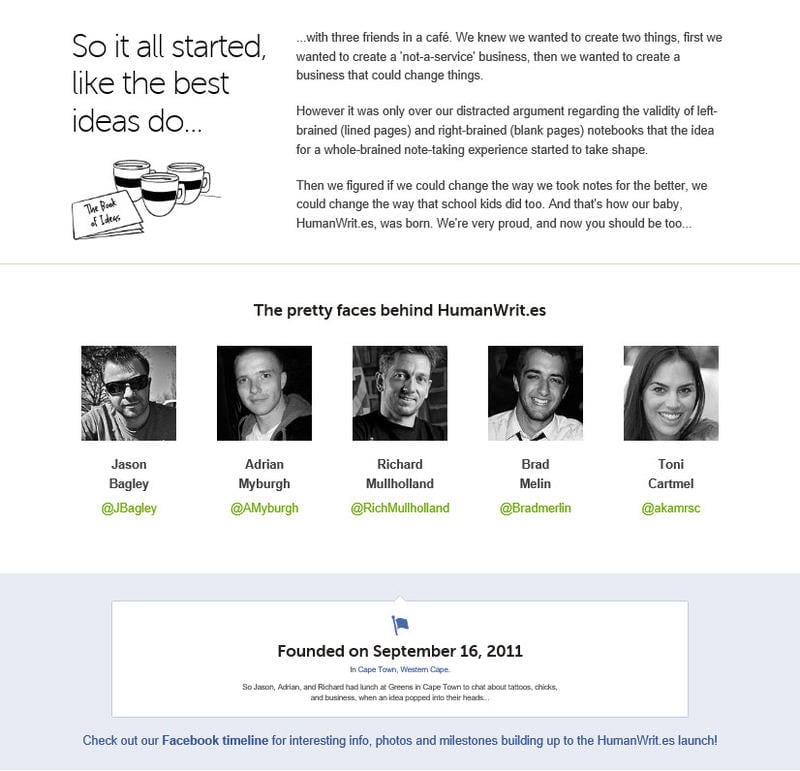 So it all started,
like the best
ideas do...
The Book
of Ideas
...with three friends in a café. We knew we wanted to create two things, first we
wanted to create a 'not-a-service' business, then we wanted to create a
business that could change things.
However it was only over our distracted argument regarding the validity of left-
brained (lined pages) and right-brained (blank pages) notebooks that the idea
for a whole-brained note-taking experience started to take shape.
Then we figured if we could change the way we took notes for the better, we
could change the way that school kids did too. And that's how our baby,
HumanWrit.es, was born. We're very proud, and now you should be too...
The pretty faces behind HumanWrit.es
Jason
Bagley
@JBagley
Adrian
Myburgh
@AMyburgh
Richard
Mullholland
@RichMullholland
Brad
Melin
@Bradmerlin
Toni
Cartmel
@akamrsc
Founded on September 16, 2011
In Cape Town, Western Cape.
So Jason, Adrian, and Richard had lunch at Greens in Cape Town to chat about tattoos, chicks,
and business, when an idea popped into their heads...
Check out our Facebook timeline for interesting info, photos and milestones building up to the HumanWrit.es launch!